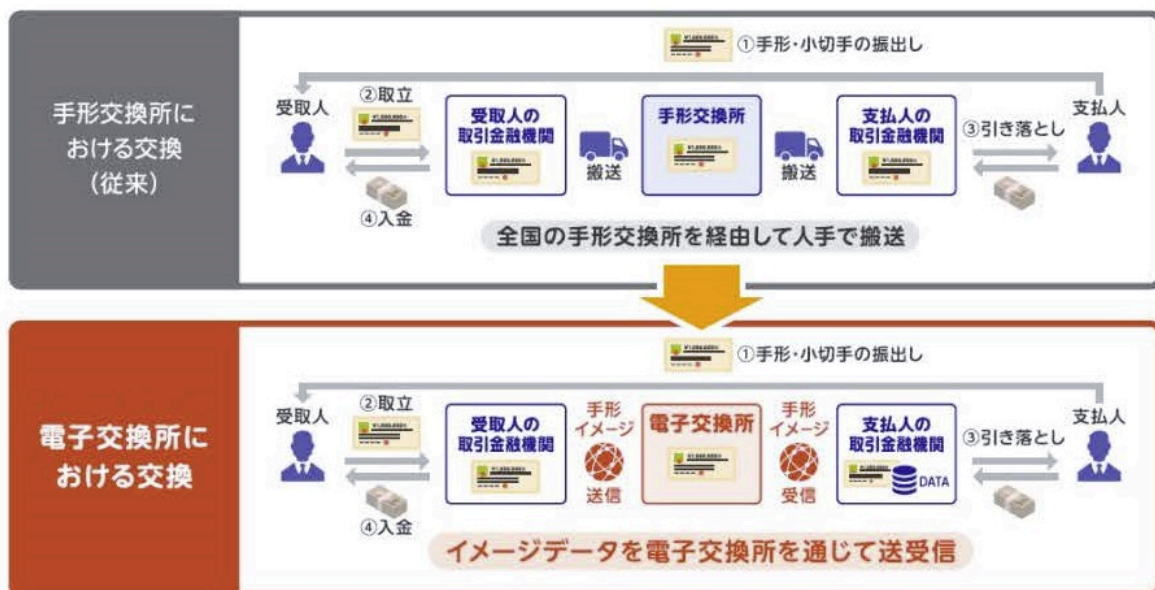 ①手形・小切手の振出し
手形交換所に
おける交換
（従来）
受取人
②取立
④入金
受取人の
取引金融機関
搬送
手形交換所
搬送
支払人の
取引金融機関
③引き落とし
支払人
全国の手形交換所を経由して人手で搬送
①手形・小切手の振出し
電子交換所に
おける交換
受取人
②取立
④入金
受取人の
取引金融機関
手形
イメージ
送信
電子交換所
手形
イメージ
受信
支払人の
取引金融機関
DATA
③引き落とし
支払人
イメージデータを電子交換所を通じて送受信